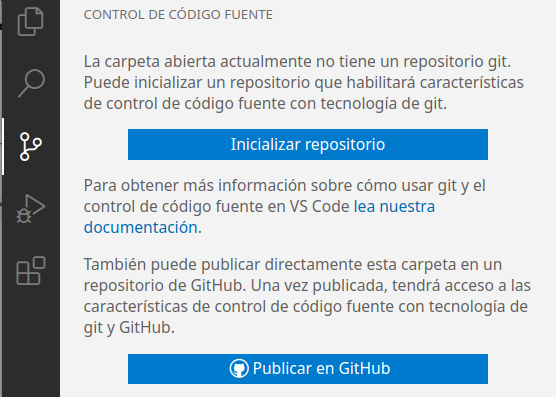 CONTROL DE CÓDIGO FUENTE
La carpeta abierta actualmente no tiene un repositorio git.
Puede inicializar un repositorio que habilitará características
de control de código fuente con tecnología de git.
Inicializar repositorio
Para obtener más información sobre cómo usar git y el
control de código fuente en VS Code lea nuestra
documentación.
También puede publicar directamente esta carpeta en un
repositorio de GitHub. Una vez publicada, tendrá acceso a las
características de control de código fuente con tecnología de
git y GitHub.
Publicar en GitHub